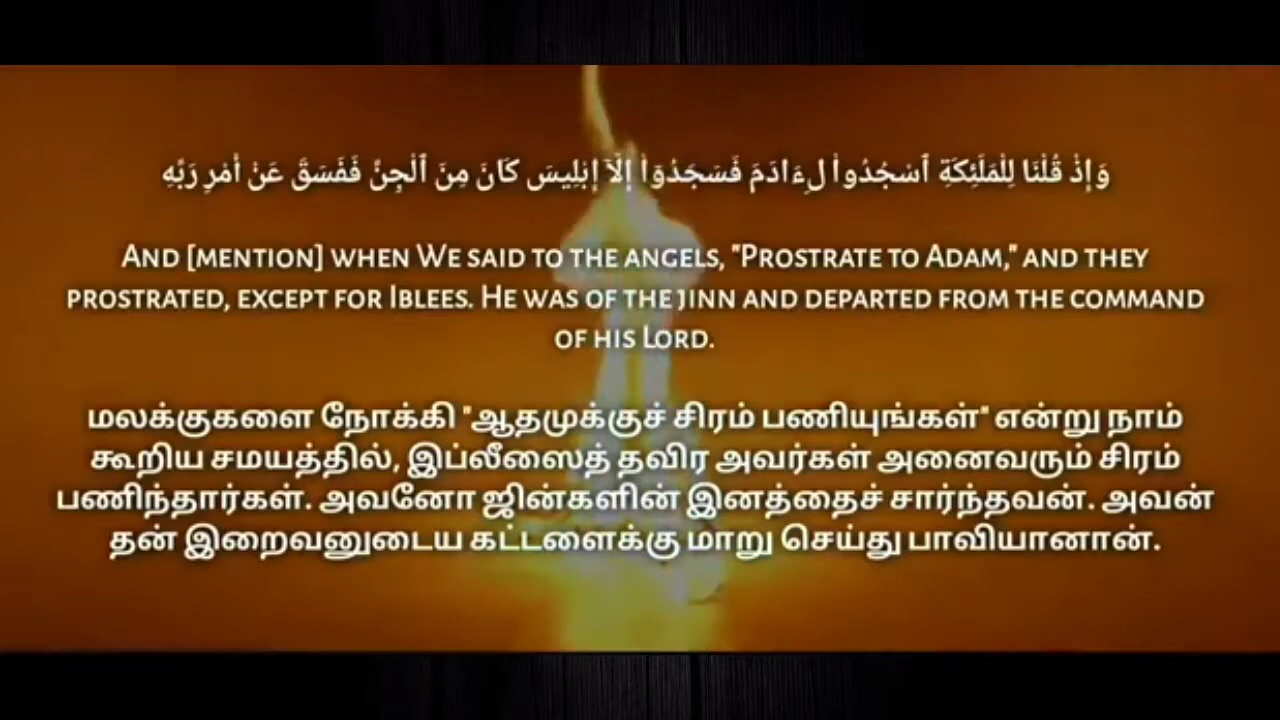 وَإِذْ قُلْنَا لِلْمَلَٰٓئِكَةِ ٱسْجُدُوا۟ لِءَادَمَ فَسَجَدُوٓا۟ إِلَّآ إِبْلِيسَ كَانَ مِنَ ٱلْجِنِّ فَفَسَقَ عَنْ أَمْرِ رَبِّهِ
And [mention] when We said to the angels, "Prostrate to Adam," and they
prostrated, except for Iblees. He was of the jinn and departed from the command
of his Lord.
மலக்குகளை நோக்கி "ஆதமுக்குச் சிரம் பணியுங்கள்" என்று நாம்
கூறிய சமயத்தில், இப்லீஸைத் தவிர அவர்கள் அனைவரும் சிரம்
பணிந்தார்கள். அவனோ ஜின்களின் இனத்தைச் சார்ந்தவன். அவன்
தன் இறைவனுடைய கட்டளைக்கு மாறு செய்து பாவியானான்.